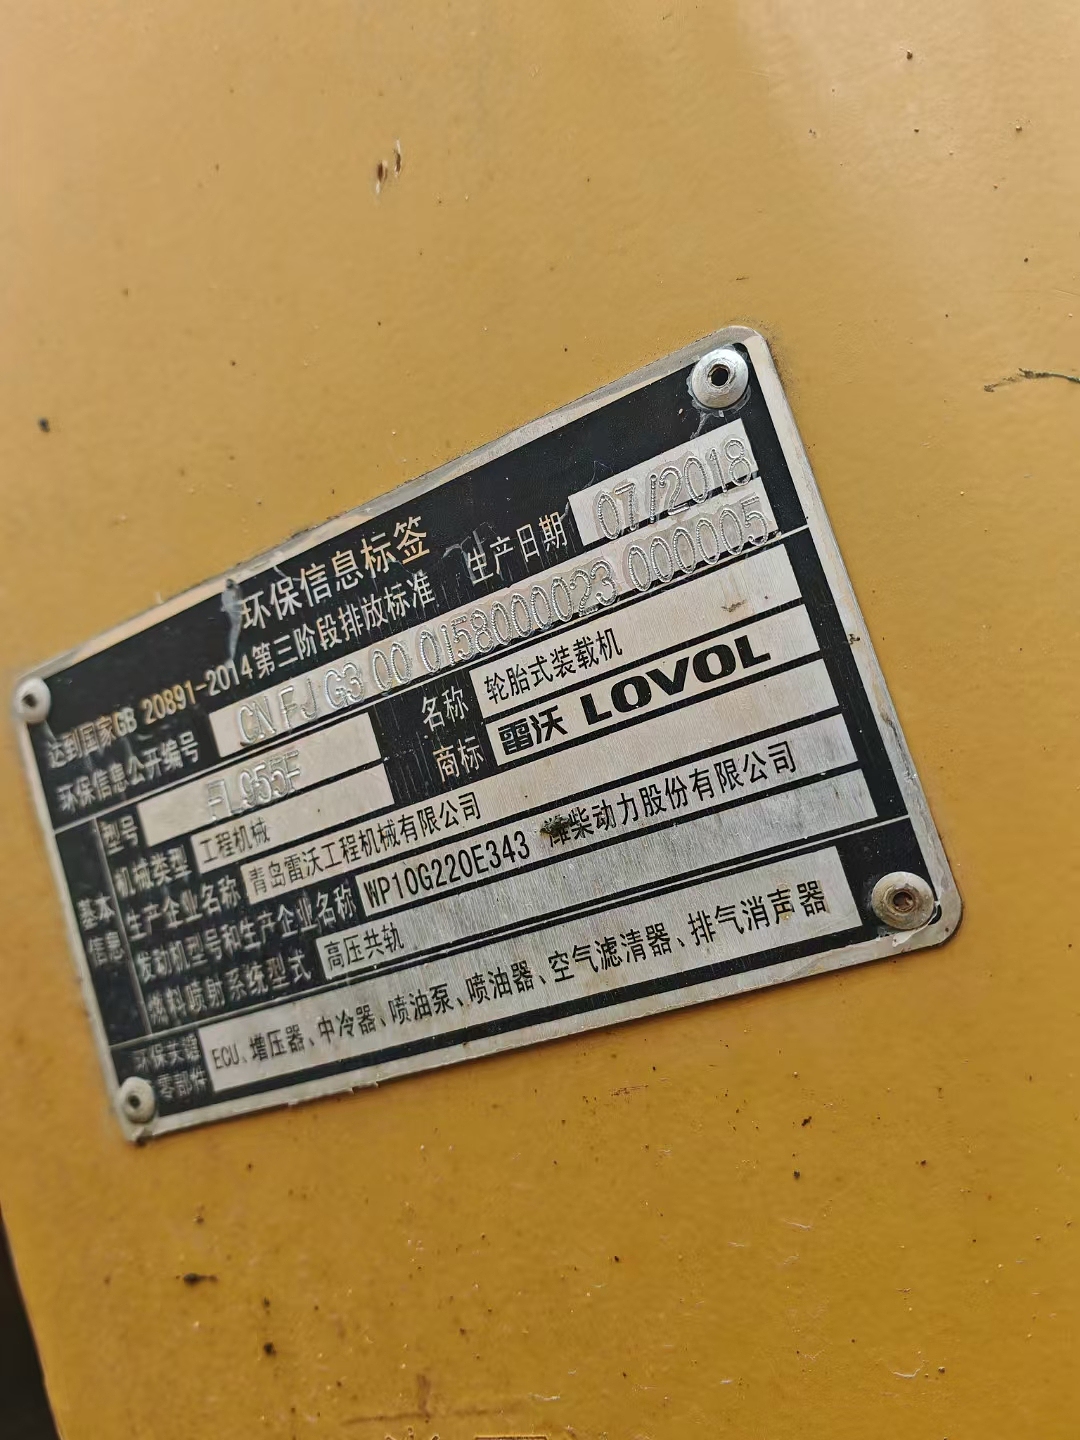 环保信息标签
达到国家GB 20891-2014第三阶段排放标准 生产日期 07/2018
环保信息公开编号 CN FJ G3 00 0158000023 000005
基本信息
型号 FL955F 名称 轮胎式装载机
机械类型 工程机械 商标 雷沃 LOVOL
生产企业名称 青岛雷沃工程机械有限公司
发动机型号和生产企业名称 WP10G220E343 潍柴动力股份有限公司
燃料喷射系统型式 高压共轨
环保关键零部件 ECU、增压器、中冷器、喷油泵、喷油器、空气滤清器、排气消声器